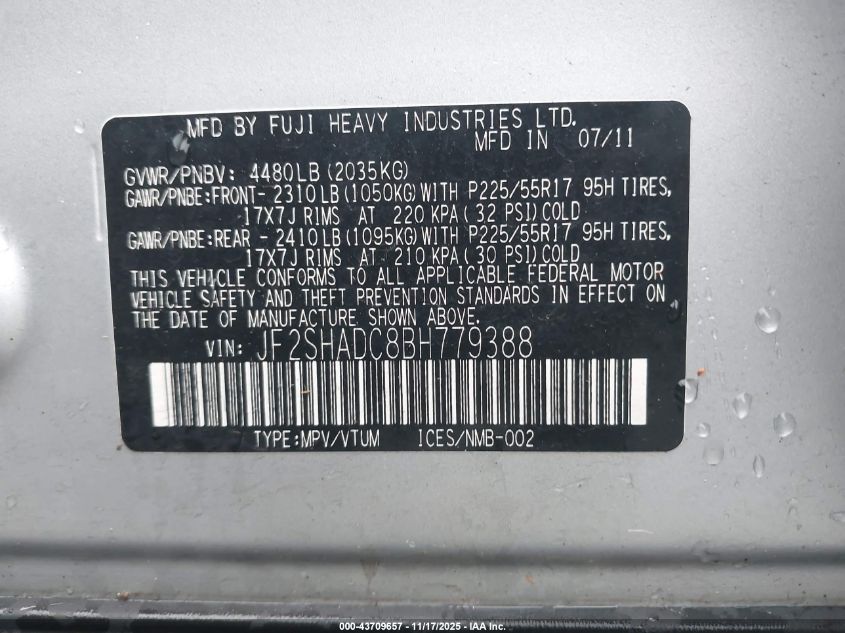 MFD BY FUJI HEAVY INDUSTRIES LTD.
MFD IN 07/11
GVWR/PNBV: 4480LB (2035KG)
GAWR/PNBE:FRONT- 2310LB(1050KG)WITH P225/55R17 95H TIRES,
17X7J RIMS AT 220 KPA(32 PSI)COLD
GAWR/PNBE:REAR - 2410LB(1095KG)WITH P225/55R17 95H TIRES,
17X7J RIMS AT 210 KPA(30 PSI)COLD
THIS VEHICLE CONFORMS TO ALL APPLICABLE FEDERAL MOTOR
VEHICLE SAFETY AND THEFT PREVENTION STANDARDS IN EFFECT ON
THE DATE OF MANUFACTURE SHOWN ABOVE.
VIN: JF2SHADC8BH779388
TYPE:MPV/VTUM ICES/NMB-002
000-43709657 - 11/17/2025 - IAA Inc.